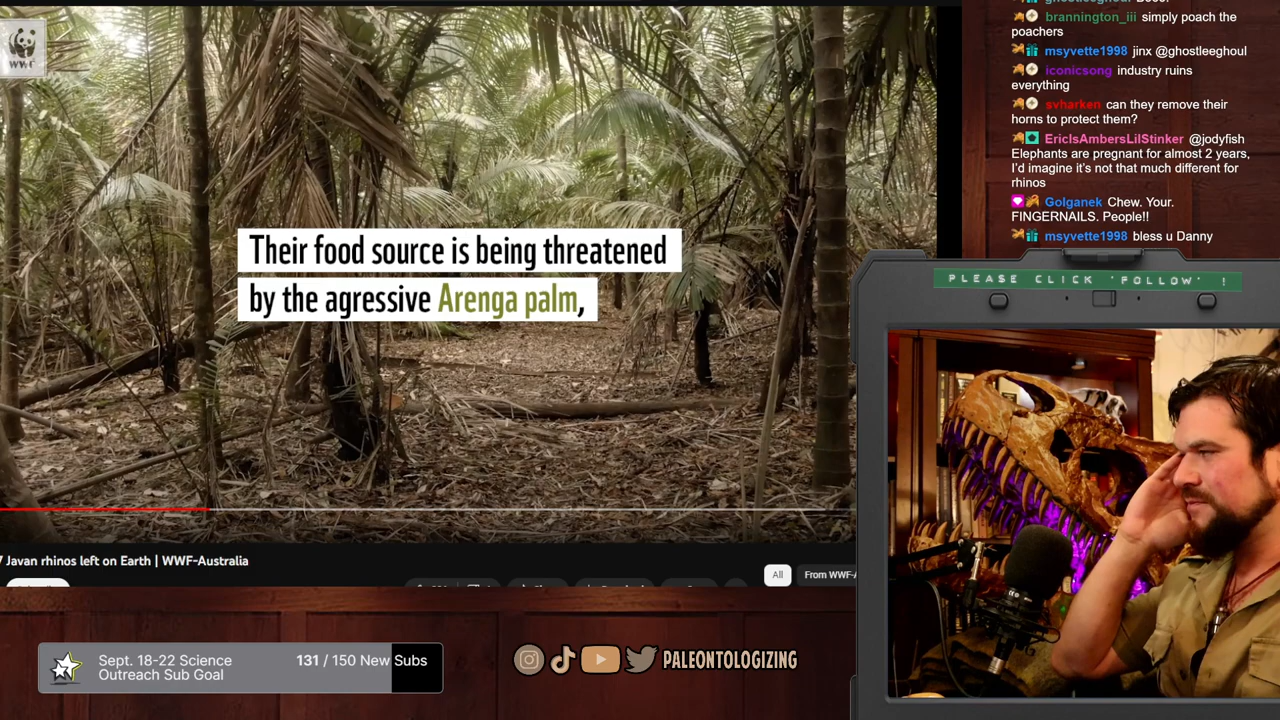 WWF
Their food source is being threatened
by the agressive Arenga palm,
Javan rhinos left on Earth | WWF-Australia
All
From WWF-A
brannington_iii simply poach the
poachers
msyvette1998 jinx @ghostleeghoul
iconicsong industry ruins
everything
svharken can they remove their
horns to protect them?
EricIsAmbersLilStinker @jodyfish
Elephants are pregnant for almost 2 years,
I'd imagine it's not that much different for
rhinos
Golganek Chew. Your.
FINGERNAILS. People!!
msyvette1998 bless u Danny
PLEASE CLICK 'FOLLOW' !
Sept. 18-22 Science
Outreach Sub Goal
131 / 150 New Subs
PALEONTOLOGIZING